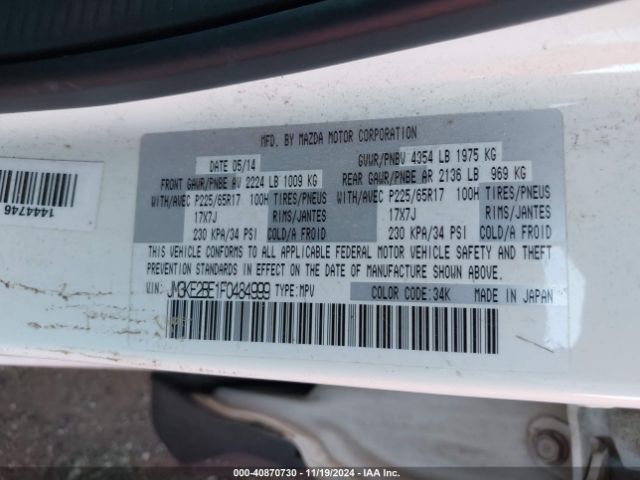 MFD. BY MAZDA MOTOR CORPORATION
DATE 05/14 GVWR/PNBV 4354 LB 1975 KG
FRONT GAWR/PNBE AV 2224 LB 1009 KG REAR GAWR/PNBE AR 2136 LB 969 KG
WITH/AVEC P225/65R17 100H TIRES/PNEUS WITH/AVEC P225/65R17 100H TIRES/PNEUS
17X7J RIMS/JANTES 17X7J RIMS/JANTES
230 KPA/34 PSI COLD/A FROID 230 KPA/34 PSI COLD/A FROID
THIS VEHICLE CONFORMS TO ALL APPLICABLE FEDERAL MOTOR VEHICLE SAFETY AND THEFT
PREVENTION STANDARDS IN EFFECT ON THE DATE OF MANUFACTURE SHOWN ABOVE.
VIN: JM3KE2BE1F0484999 TYPE: MPV COLOR CODE: 34K MADE IN JAPAN
1444746
000-40870730 - 11/19/2024 - IAA Inc.